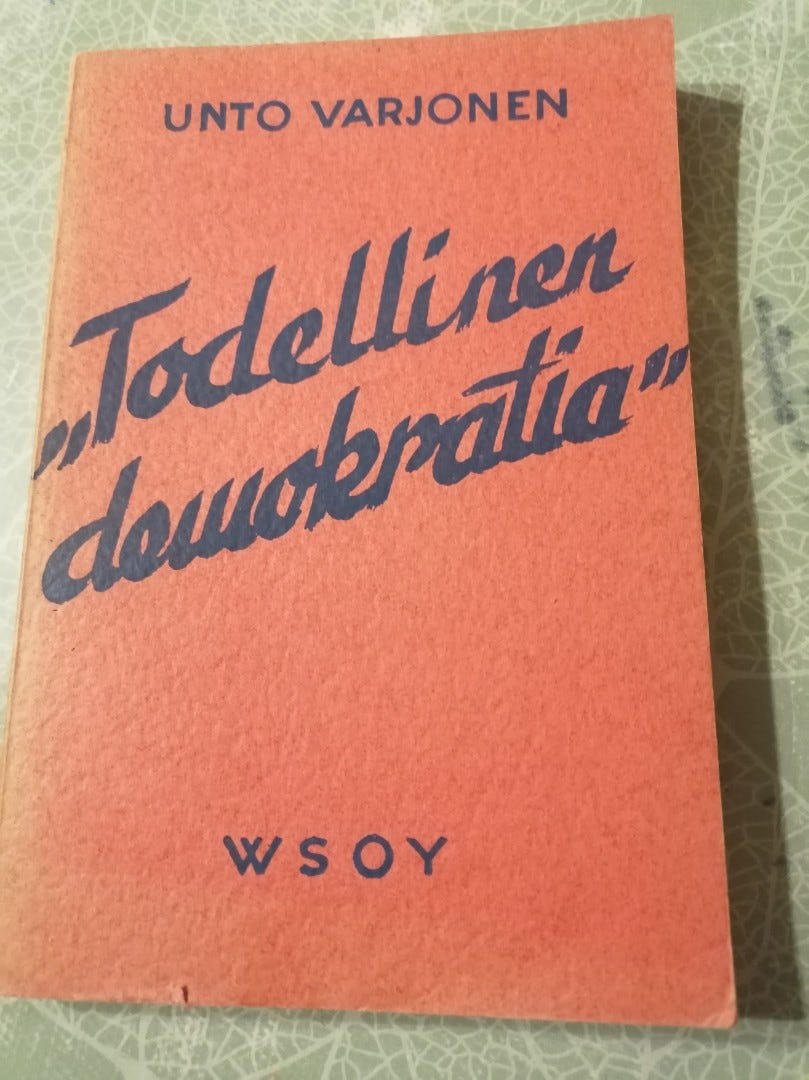 UNTO VARJONEN
„Todellinen
demokratia”
WSOY